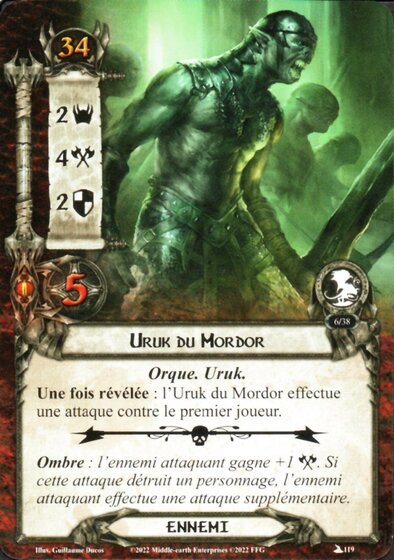 34
2
4
2
5
6/38
Uruk du Mordor
Orque. Uruk.
Une fois révélée : l'Uruk du Mordor effectue
une attaque contre le premier joueur.
Ombre : l'ennemi attaquant gagne +1 . Si
cette attaque détruit un personnage, l'ennemi
attaquant effectue une attaque supplémentaire.
ENNEMI
Illus. Guillaume Ducos ©2022 Middle-earth Enterprises ©2022 FFG 119